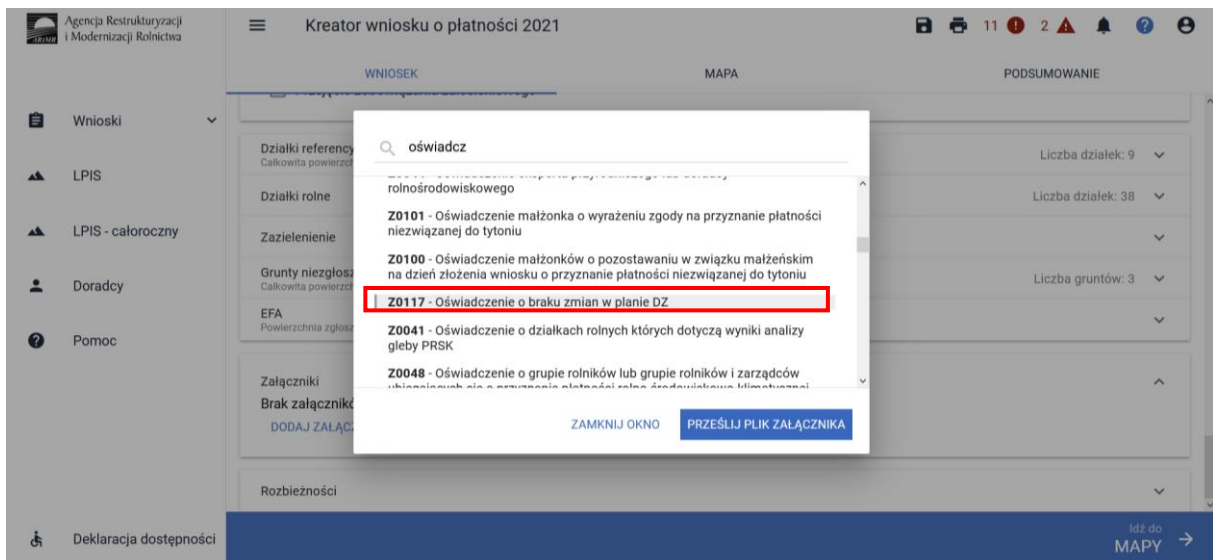 Agencja Restrukturyzacji
i Modernizacji Rolnictwa
ARiMR
Kreator wniosku o płatności 2021
11 2
WNIOSEK MAPA PODSUMOWANIE
Wnioski
LPIS
LPIS - całoroczny
Doradcy
Pomoc
Deklaracja dostępności
Działki referency
Całkowita powierzch
Liczba działek: 9
Działki rolne
Liczba działek: 38
Zazielenienie
Grunty niezgłosz
Całkowita powierzch
Liczba gruntów: 3
EFA
Powierzchnia zgłosz
Załączniki
Brak załącznikó
DODAJ ZAŁĄCZ
Rozbieżności
Idź do
MAPY
oświadcz
rolnośrodowiskowego
Z0101 - Oświadczenie małżonka o wyrażeniu zgody na przyznanie płatności
niezwiązanej do tytoniu
Z0100 - Oświadczenie małżonków o pozostawaniu w związku małżeńskim
na dzień złożenia wniosku o przyznanie płatności niezwiązanej do tytoniu
Z0117 - Oświadczenie o braku zmian w planie DZ
Z0041 - Oświadczenie o działkach rolnych których dotyczą wyniki analizy
gleby PRSK
Z0048 - Oświadczenie o grupie rolników lub grupie rolników i zarządców
ZAMKNIJ OKNO
PRZEŚLIJ PLIK ZAŁĄCZNIKA